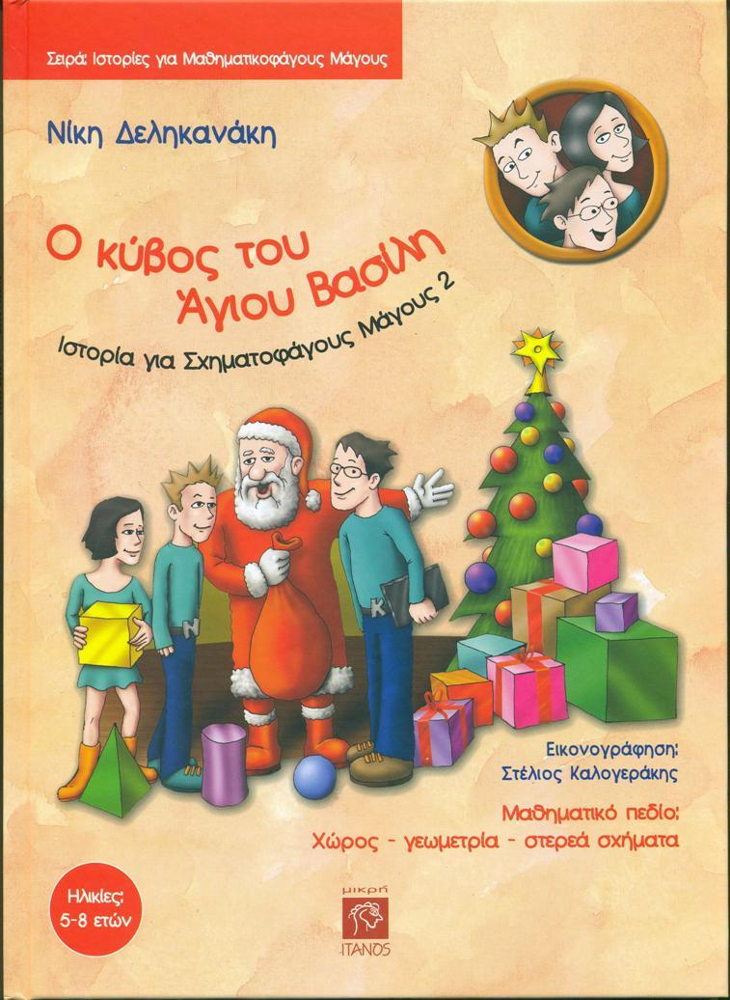 Σειρά: Ιστορίες για Μαθηματικοφάγους Μάγους
Νίκη Δεληκανάκη
Ο κύβος του
Άγιου Βασίλη
Ιστορία για Σχηματοφάγους Μάγους 2
N
K
Εικονογράφηση:
Στέλιος Καλογεράκης
Μαθηματικό πεδίο:
Χώρος - γεωμετρία - στερεά σχήματα
Ηλικίες:
5-8 ετών
μικρή
ΙΤΑΝΟS